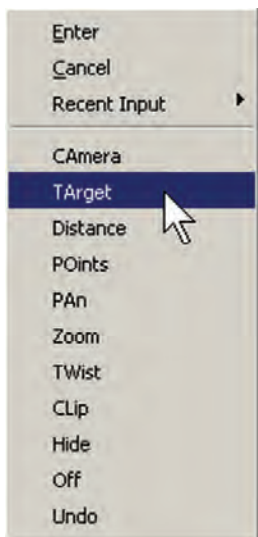 Enter
Cancel
Recent Input
CAmera
TArget
Distance
POints
PAn
Zoom
TWist
CLip
Hide
Off
Undo